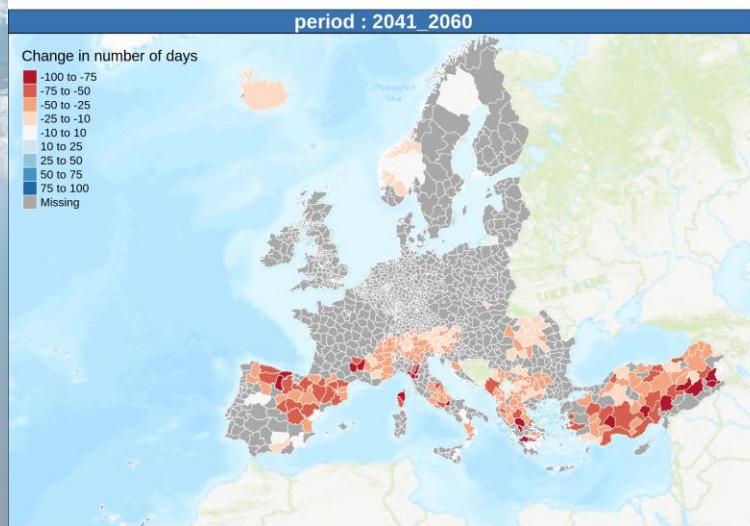 period : 2041_2060
Change in number of days
-100 to -75
-75 to -50
-50 to -25
-25 to -10
-10 to 10
10 to 25
25 to 50
50 to 75
75 to 100
Missing
UKRAINE